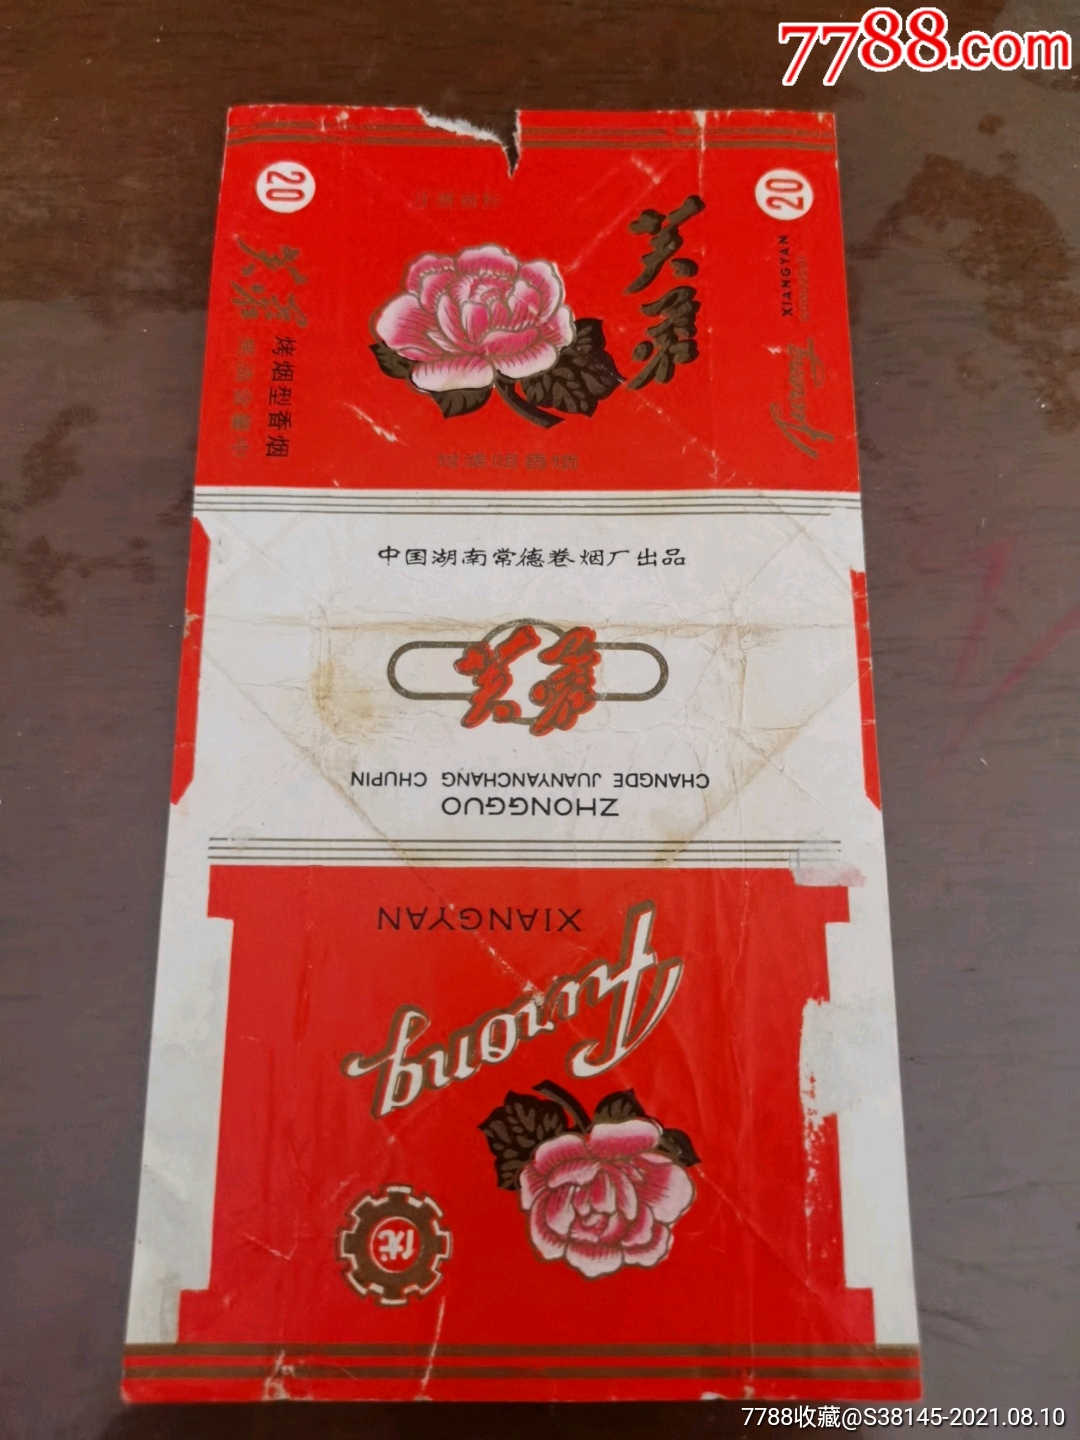 7788.com
20
芙蓉
烤烟型香烟
芙蓉
20
XIANGYAN
Furong
中国湖南常德卷烟厂出品
芙蓉
ZHONGGUO
CHANGDE JUANYANCHANG CHUPIN
XIANGYAN
Furong
优
7788收藏@S38145-2021.08.10